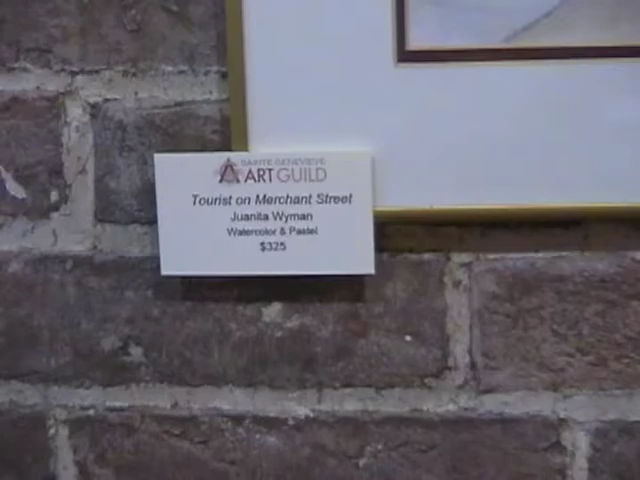 SAINTE GENEVIEVE
ART GUILD
Tourist on Merchant Street
Juanita Wyman
Watercolor & Pastel
$325